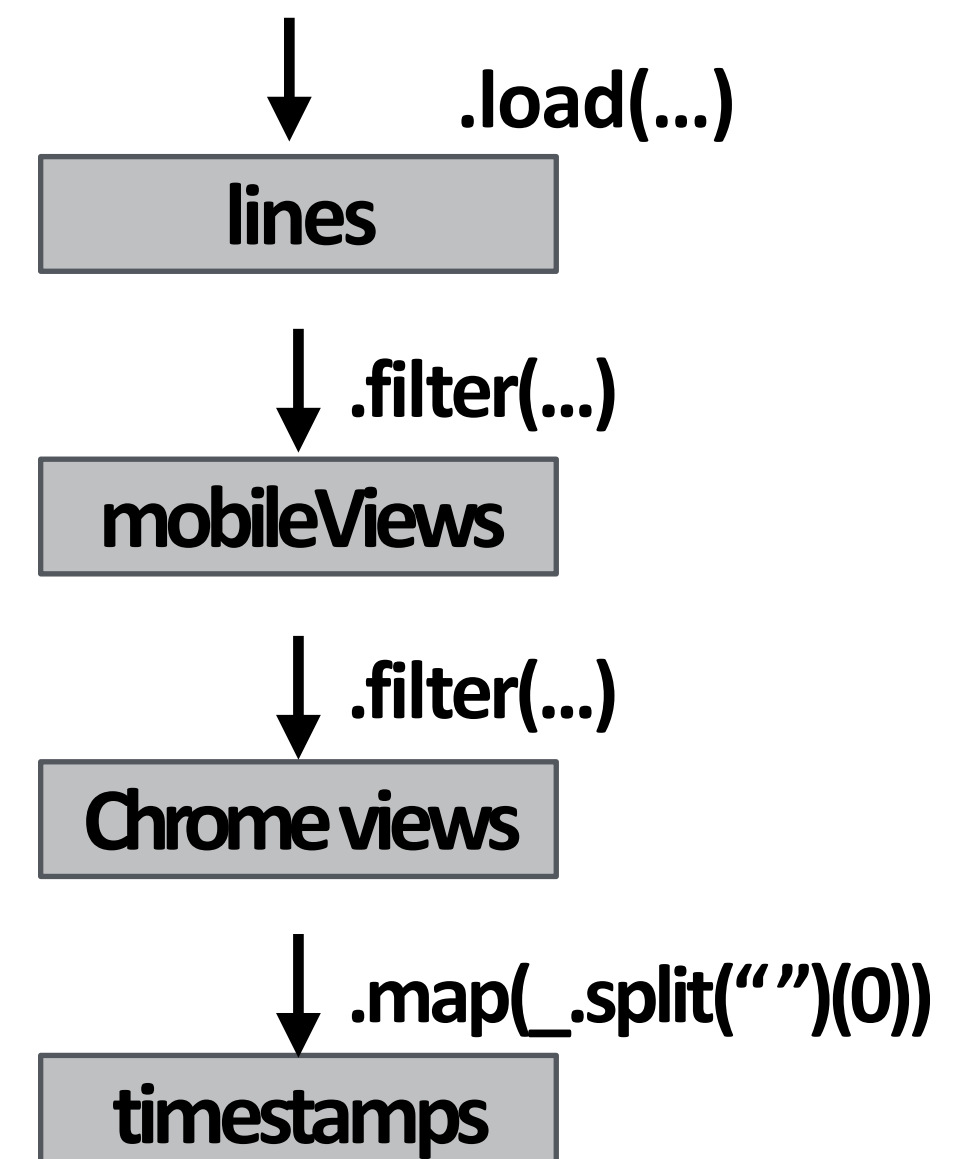 .load(...)
lines
.filter(...)
mobileViews
.filter(...)
Chrome views
.map(_.split(“ ”)(0))
timestamps